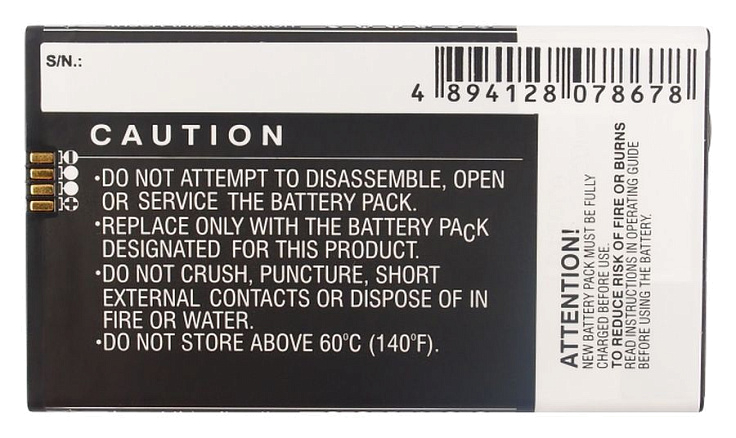 S/N.:
4 894128 078678
CAUTION
•DO NOT ATTEMPT TO DISASSEMBLE, OPEN
OR SERVICE THE BATTERY PACK.
•REPLACE ONLY WITH THE BATTERY PACK
DESIGNATED FOR THIS PRODUCT.
•DO NOT CRUSH, PUNCTURE, SHORT
EXTERNAL CONTACTS OR DISPOSE OF IN
FIRE OR WATER.
•DO NOT STORE ABOVE 60°C (140°F).
ATTENTION!
NEW BATTERY PACK MUST BE FULLY
CHARGED BEFORE USE.
TO REDUCE RISK OF FIRE OR BURNS
READ INSTRUCTIONS IN OPERATING GUIDE
BEFORE USING THE BATTERY.